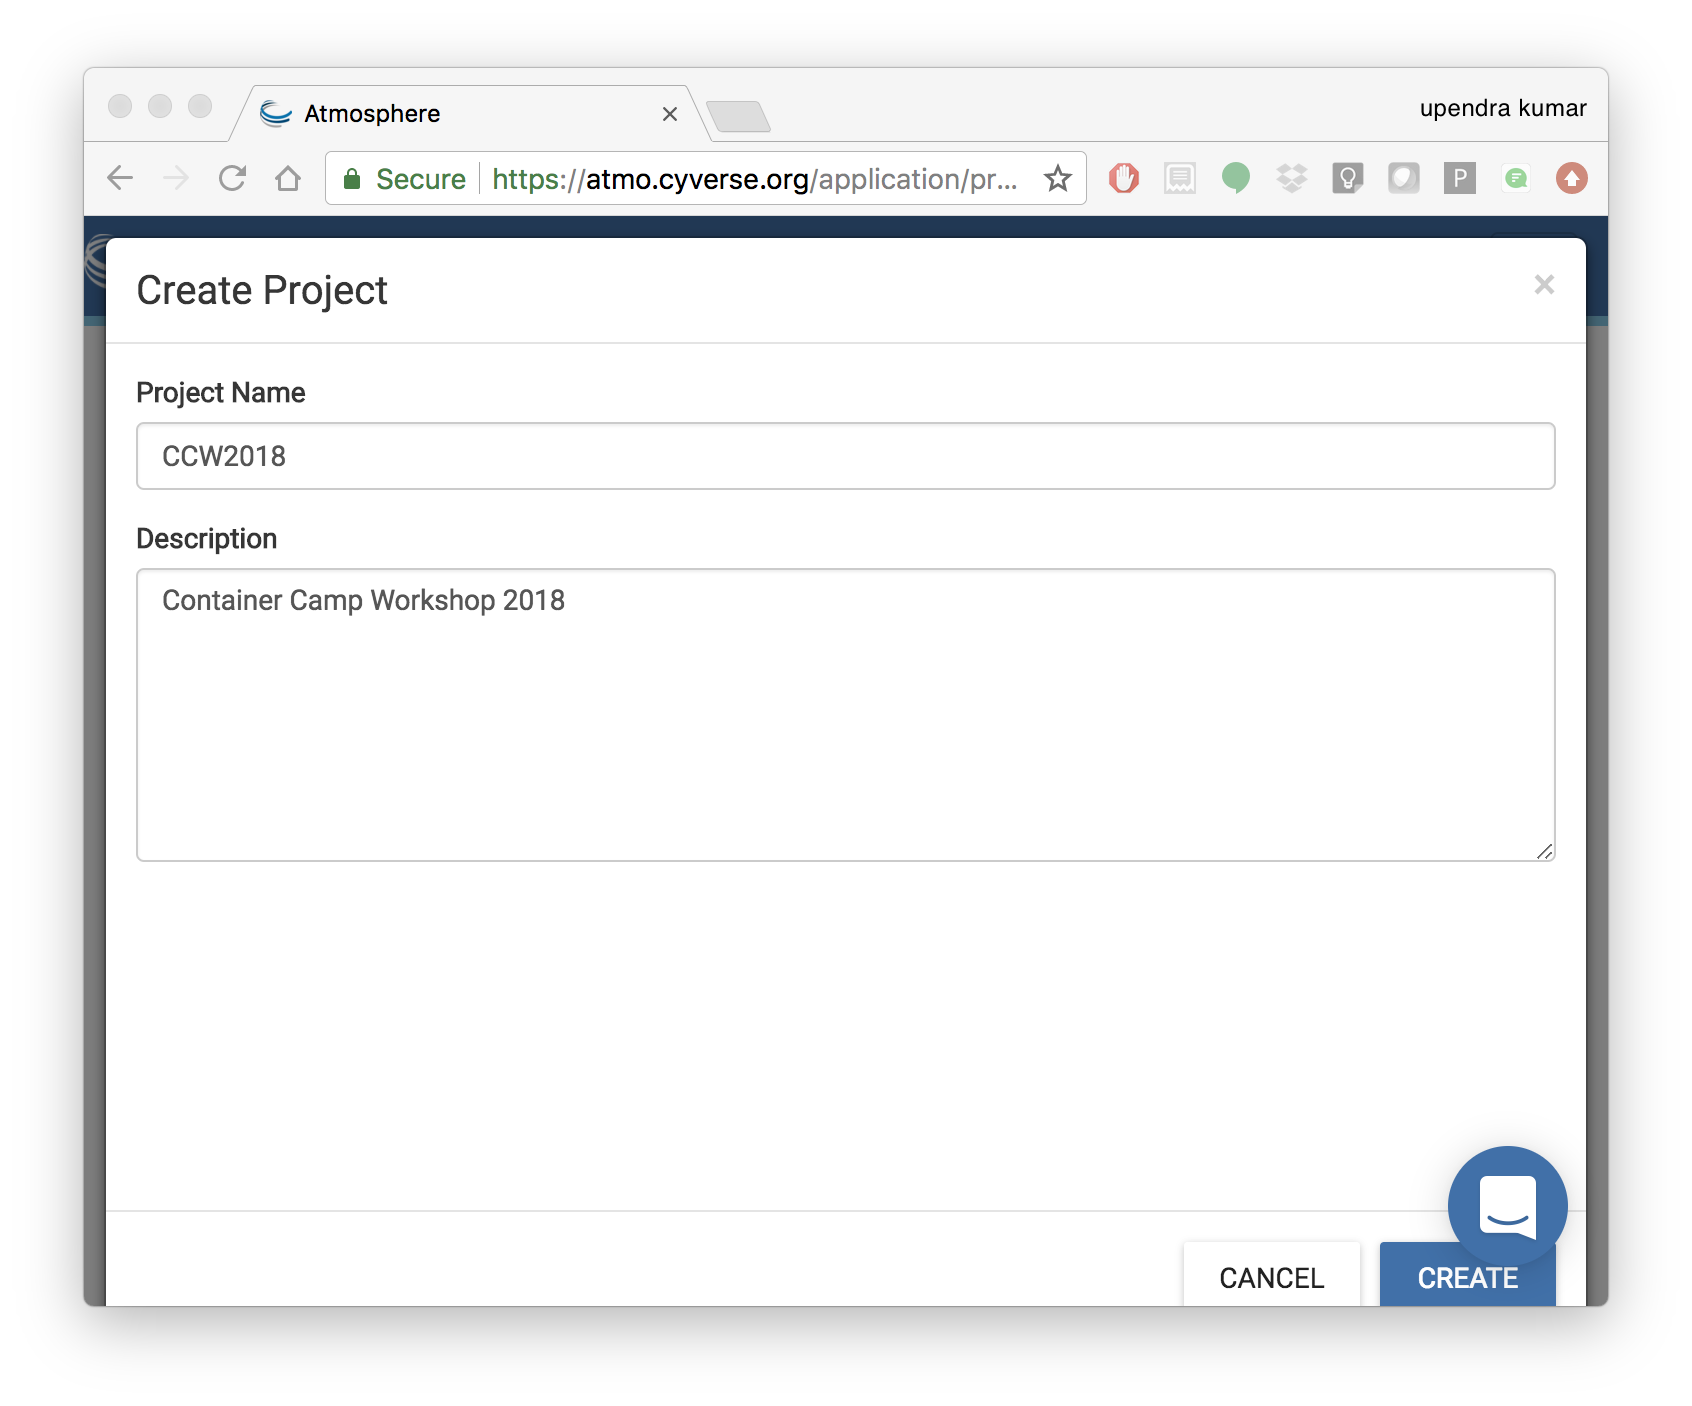 Atmosphere
upendra kumar
Secure https://atmo.cyverse.org/application/pr...
P
Create Project
Project Name
CCW2018
Description
Container Camp Workshop 2018
CANCEL
CREATE